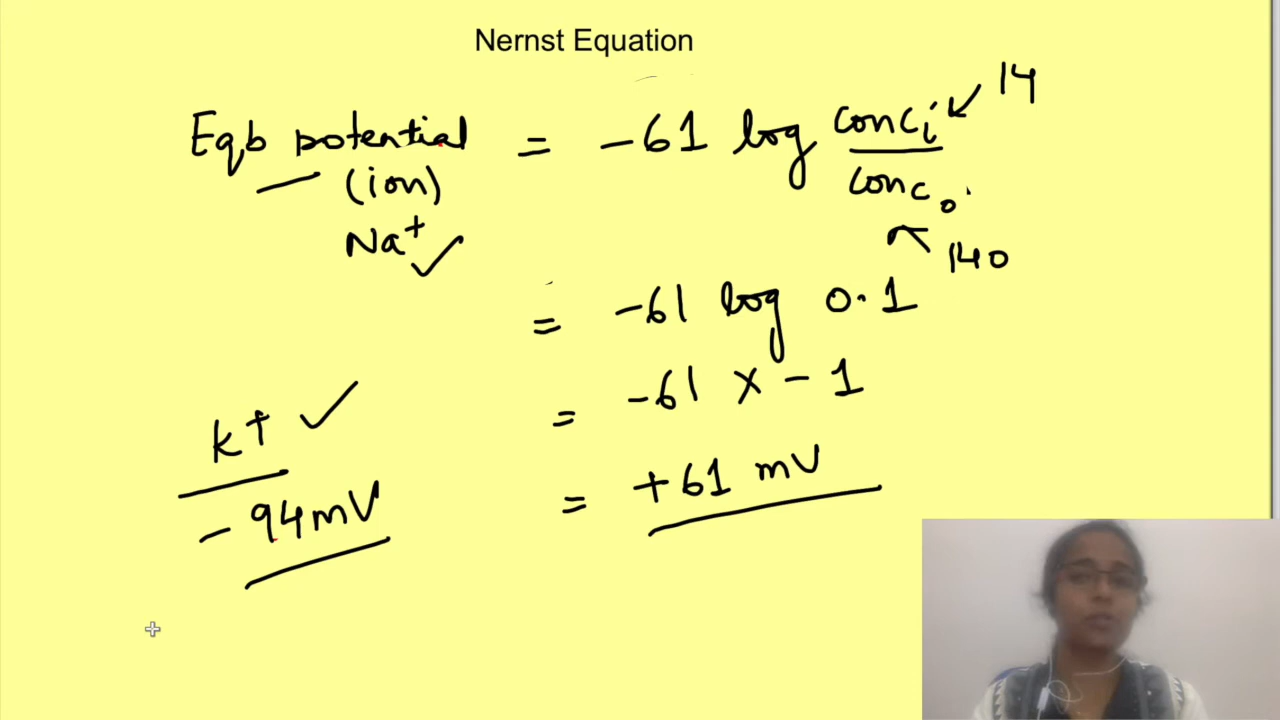 Nernst Equation
14
Eqb potential = -61 log conci / conco
(ion)
Na+
140
= -61 log 0.1
= -61 x -1
k+
= +61 mV
- 94mV